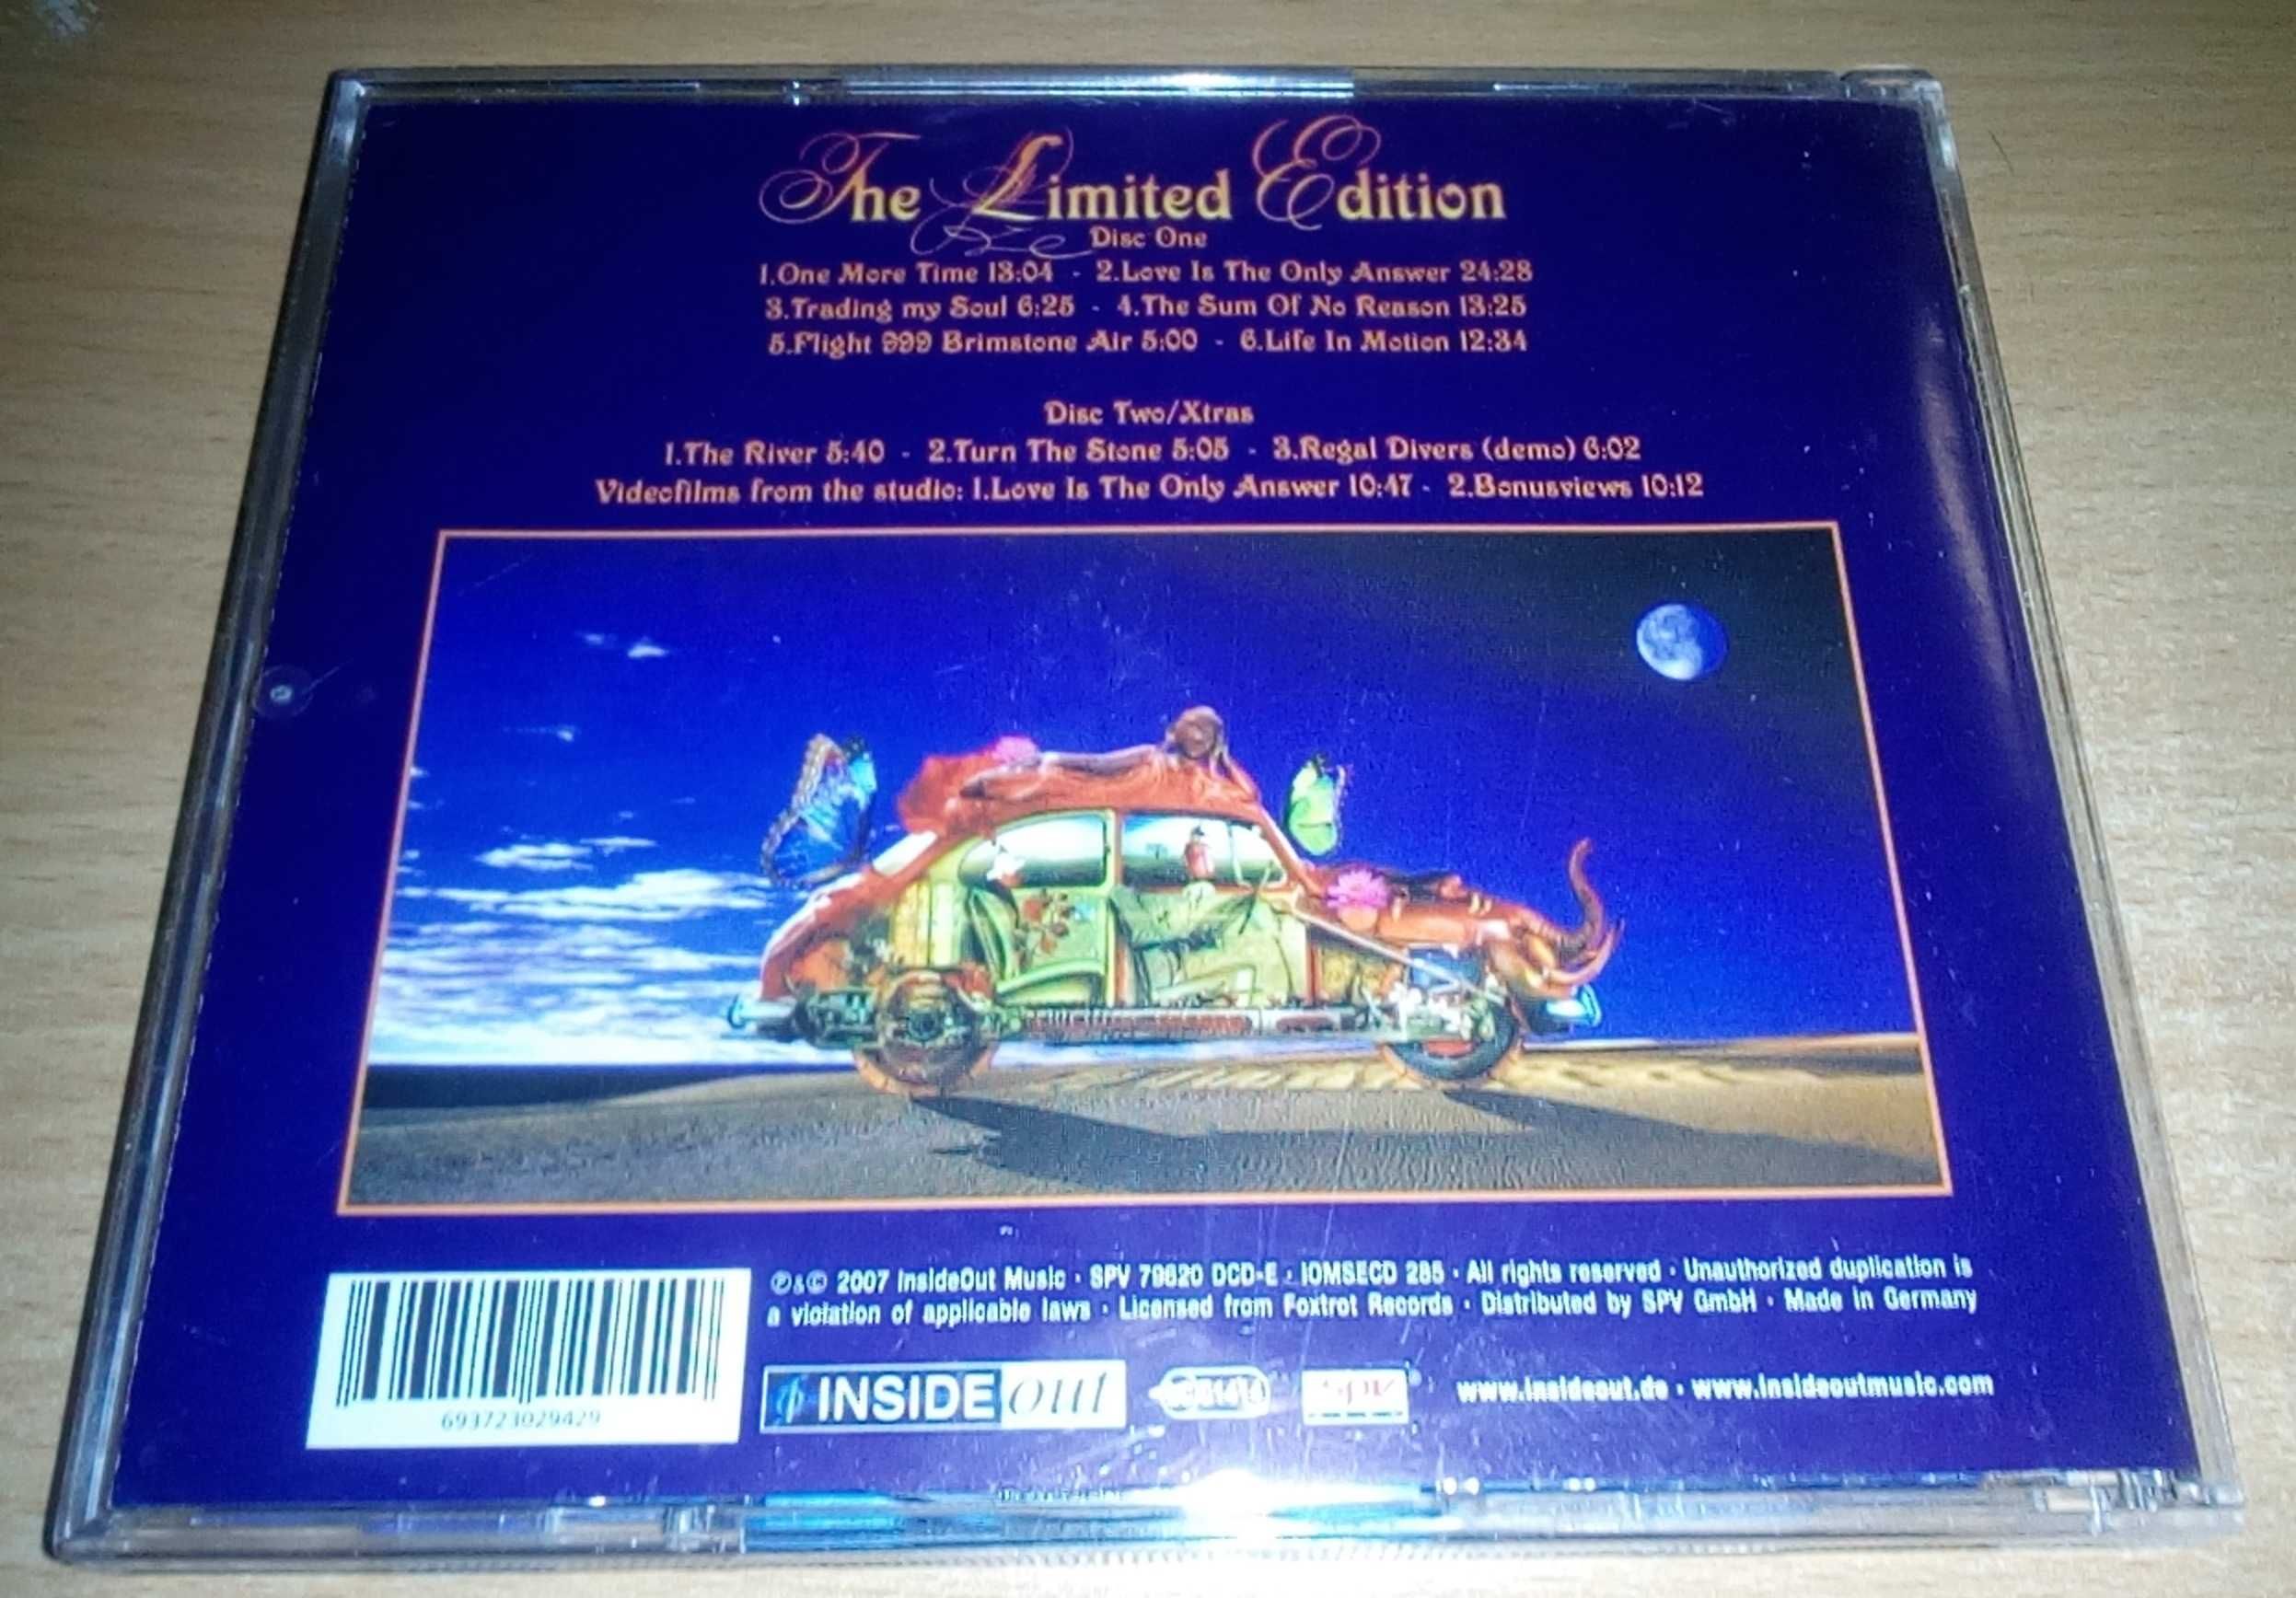 The Limited Edition
Disc One
1.One More Time 13:04 - 2.Love Is The Only Answer 24:28
3.Trading my Soul 6:25 - 4.The Sum Of No Reason 13:25
5.Flight 999 Brimstone Air 5:00 - 6.Life In Motion 12:34
Disc Two/Xtras
1.The River 5:40 - 2.Turn The Stone 5:05 - 3.Regal Divers (demo) 6:02
Videofilms from the studio: 1.Love Is The Only Answer 10:47 - 2.Bonusviews 10:12
℗&© 2007 InsideOut Music · SPV 79620 DCD-E · IOMSECD 285 · All rights reserved · Unauthorized duplication is
a violation of applicable laws · Licensed from Foxtrot Records · Distributed by SPV GmbH · Made in Germany
693723029429
INSIDE out
spv
www.insideout.de · www.insideoutmusic.com